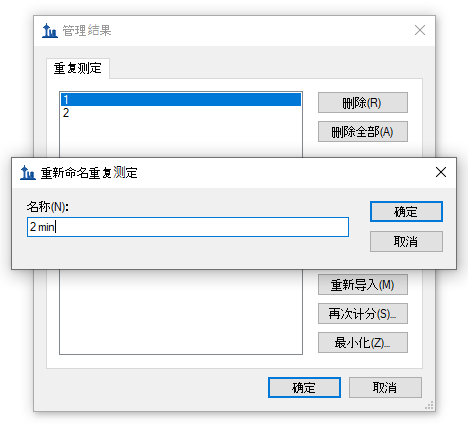 管理结果
重复测定
1
2
删除(R)
删除全部(A)
重新命名重复测定
名称(N):
2 min
确定
取消
重新导入(M)
再次计分(S)...
最小化(Z)...
确定
取消